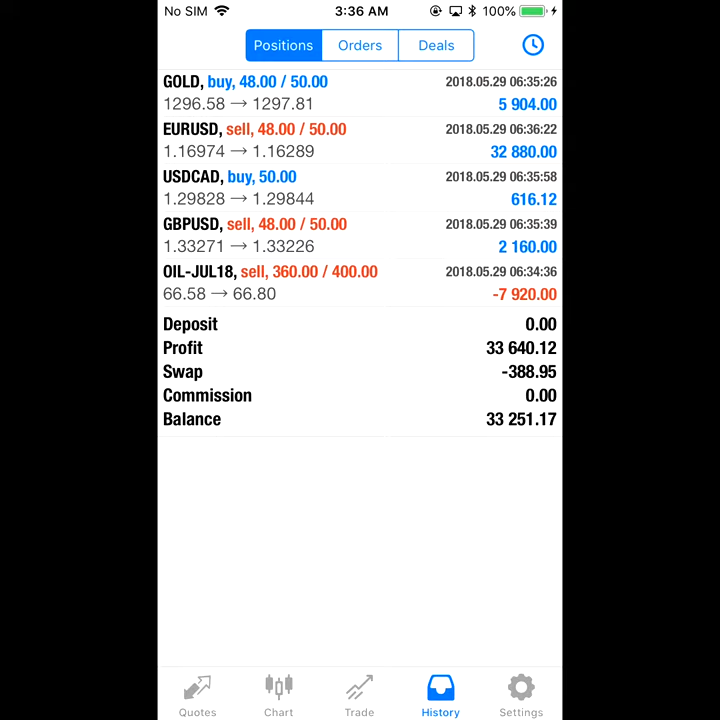 No SIM 3:36 AM 100%
Positions Orders Deals
GOLD, buy, 48.00 / 50.00 2018.05.29 06:35:26
1296.58 → 1297.81 5 904.00
EURUSD, sell, 48.00 / 50.00 2018.05.29 06:36:22
1.16974 → 1.16289 32 880.00
USDCAD, buy, 50.00 2018.05.29 06:35:58
1.29828 → 1.29844 616.12
GBPUSD, sell, 48.00 / 50.00 2018.05.29 06:35:39
1.33271 → 1.33226 2 160.00
OIL-JUL18, sell, 360.00 / 400.00 2018.05.29 06:34:36
66.58 → 66.80 -7 920.00
Deposit 0.00
Profit 33 640.12
Swap -388.95
Commission 0.00
Balance 33 251.17
Quotes Chart Trade History Settings